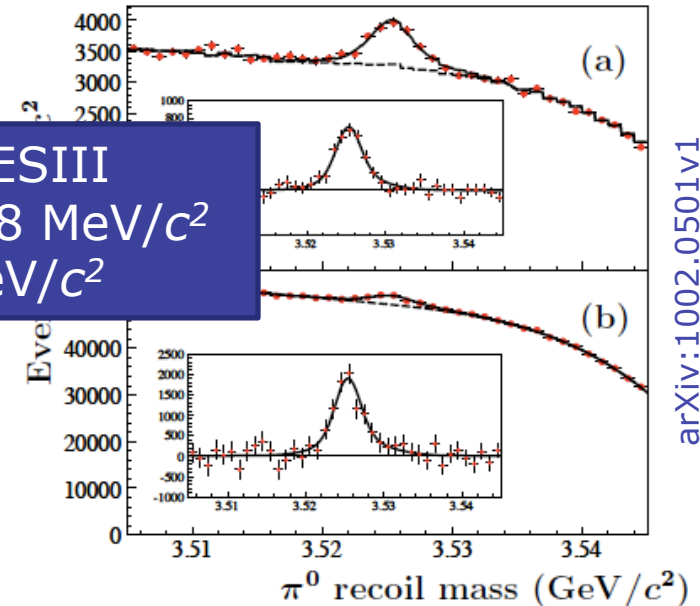 4000
3500
3000
2500
(a)
1000
800
3.52 3.53 3.54
ESIII
8 MeV/c²
eV/c²
(b)
40000
30000
20000
10000
0
2500
2000
1500
1000
500
0
-500
-1000
3.51 3.52 3.53 3.54
3.51 3.52 3.53 3.54
π⁰ recoil mass (GeV/c²)
arXiv:1002.0501v1